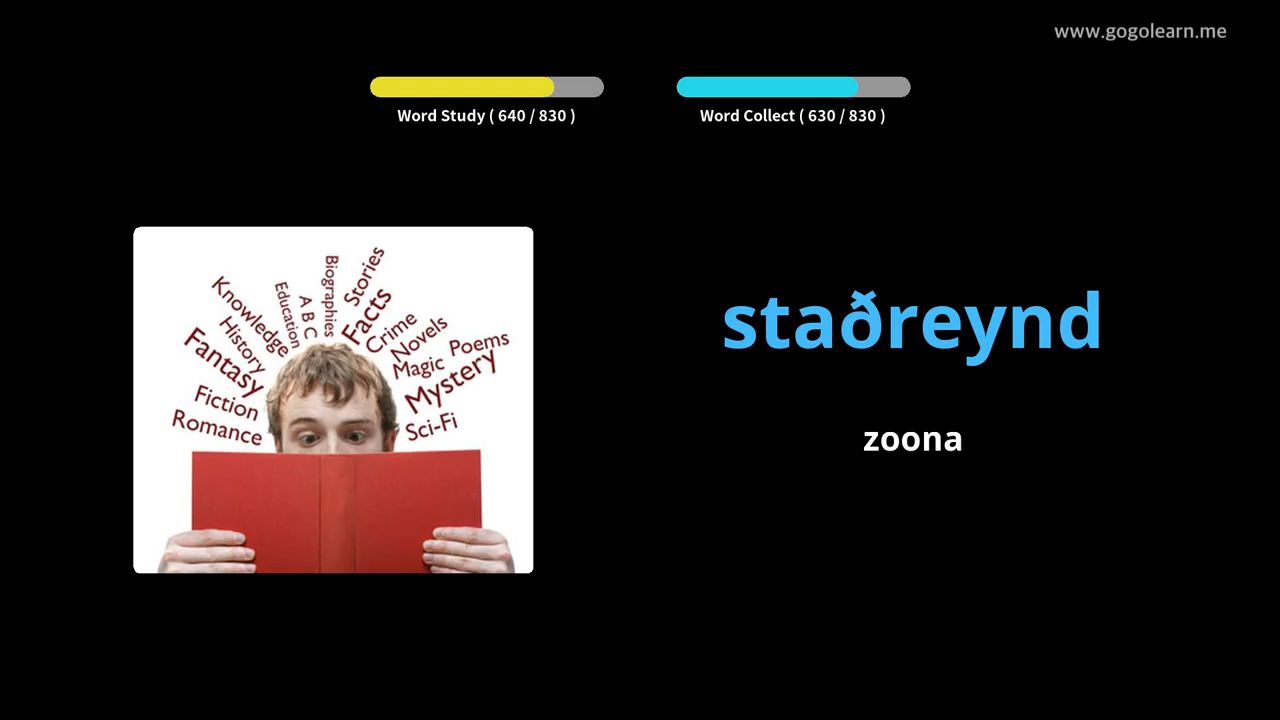 www.gogolearn.me
Word Study ( 640 / 830 )
Word Collect ( 630 / 830 )
staðreynd
zoona
Knowledge
Education
A B C
Biographies
Stories
Facts
History
Crime
Novels
Fantasy
Magic
Poems
Mystery
Fiction
Romance
Sci-Fi